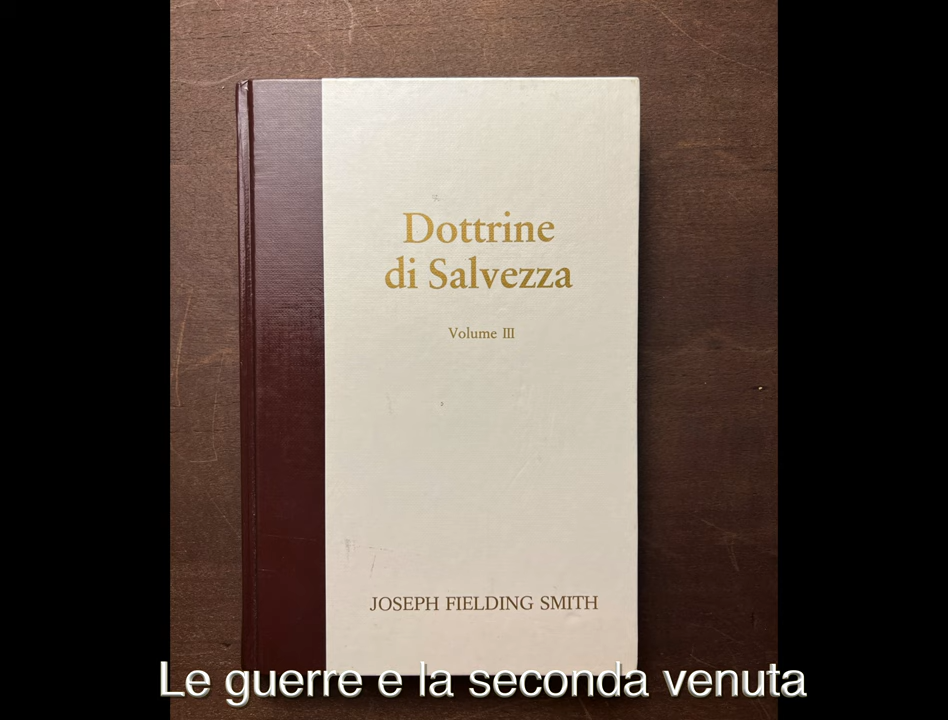 Dottrine
di Salvezza
Volume III
JOSEPH FIELDING SMITH
Le guerre e la seconda venuta